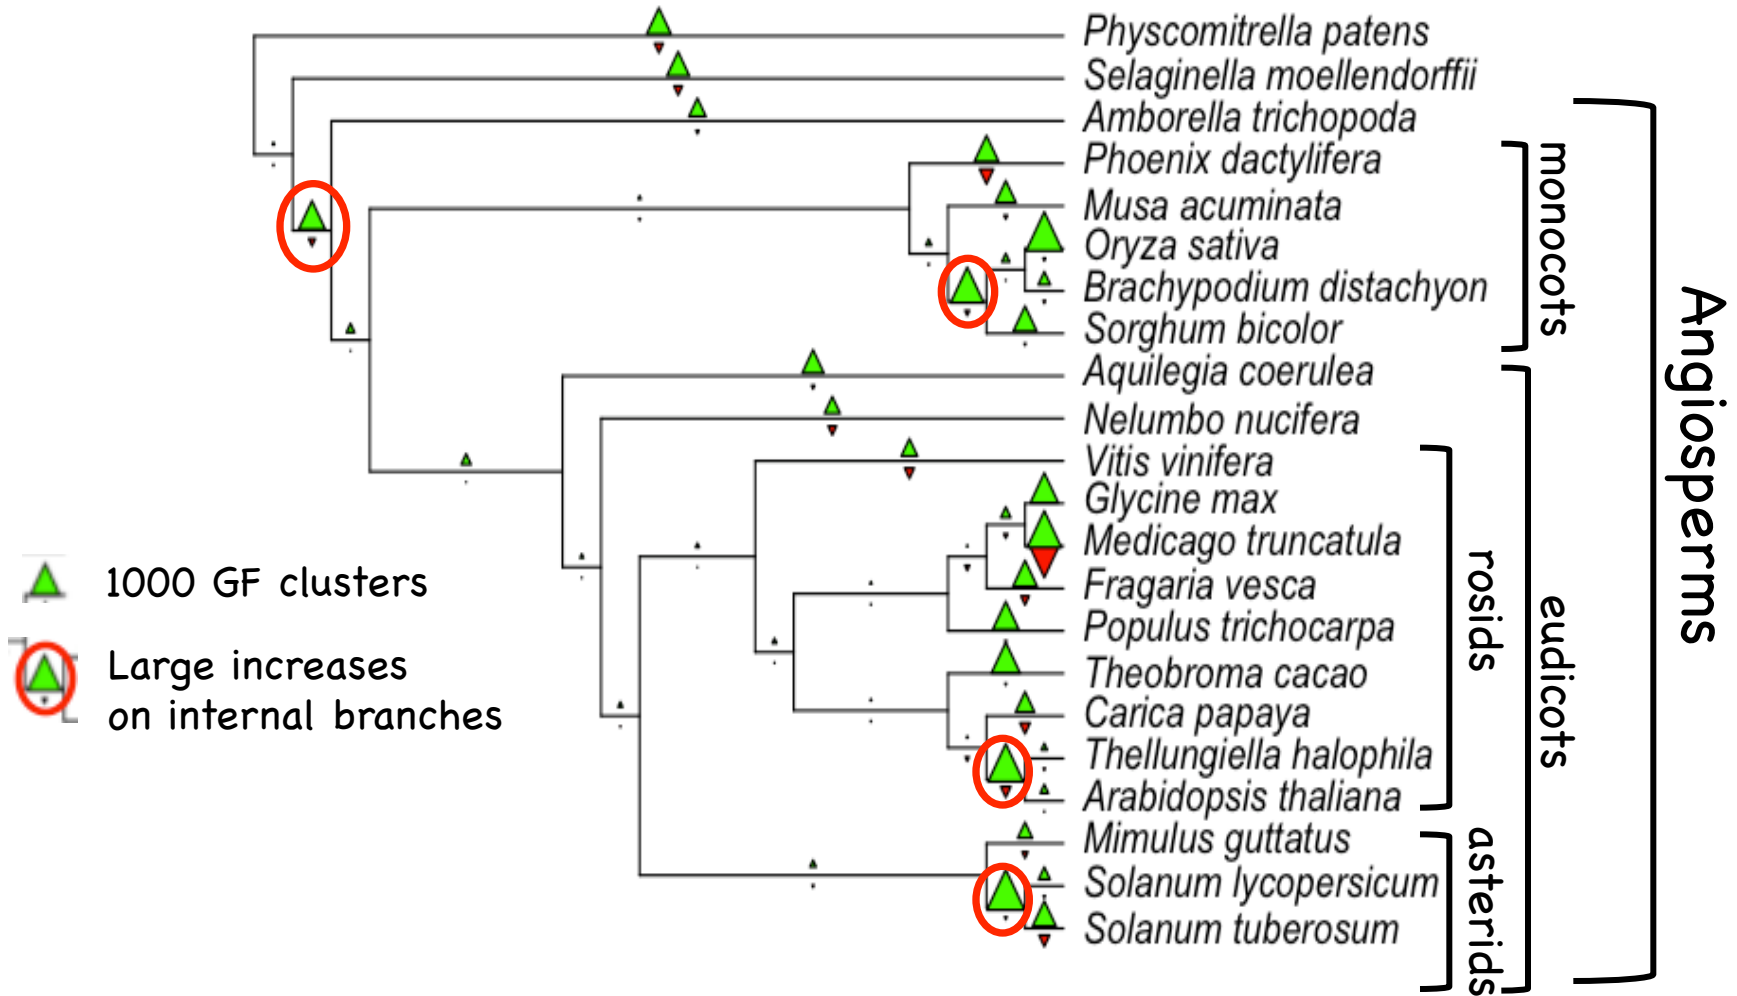 Physcomitrella patens
Selaginella moellendorffii
Amborella trichopoda
Phoenix dactylifera
Musa acuminata
Oryza sativa
Brachypodium distachyon
Sorghum bicolor
Aquilegia coerulea
Nelumbo nucifera
Vitis vinifera
Glycine max
Medicago truncatula
Fragaria vesca
Populus trichocarpa
Theobroma cacao
Carica papaya
Thellungiella halophila
Arabidopsis thaliana
Mimulus guttatus
Solanum lycopersicum
Solanum tuberosum
monocots
rosids
asterids
eudicots
Angiosperms
1000 GF clusters
Large increases
on internal branches